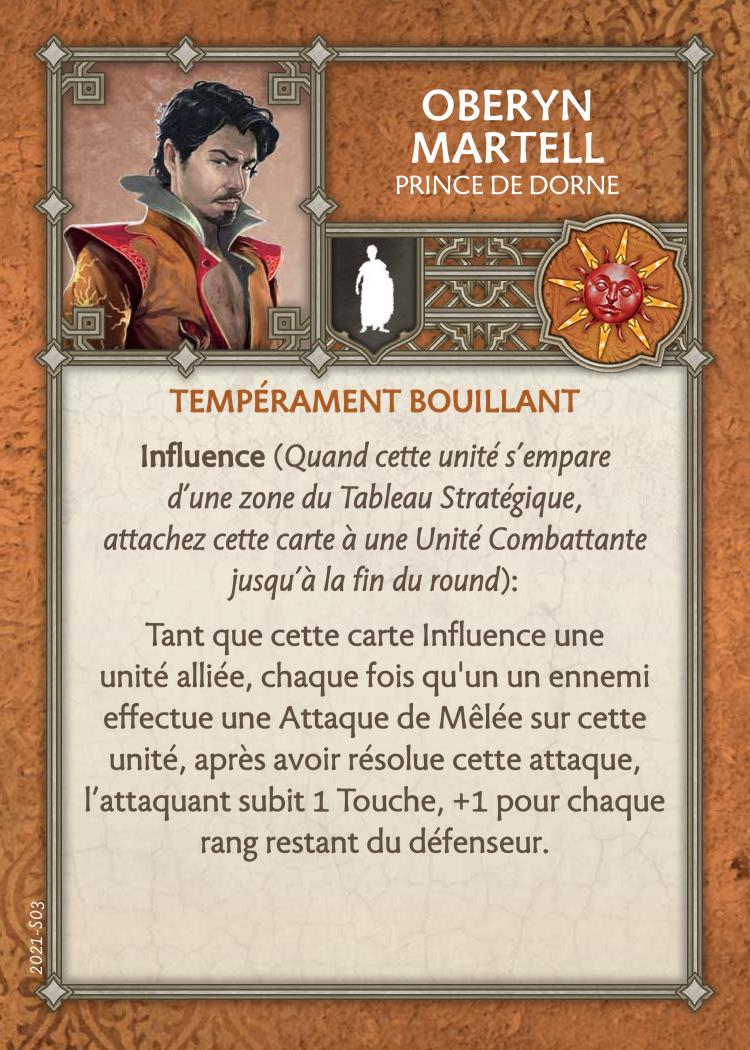 OBERYN
MARTELL
PRINCE DE DORNE
TEMPÉRAMENT BOUILLANT
Influence (Quand cette unité s'empare
d'une zone du Tableau Stratégique,
attachez cette carte à une Unité Combattante
jusqu'à la fin du round):
Tant que cette carte Influence une
unité alliée, chaque fois qu'un un ennemi
effectue une Attaque de Mêlée sur cette
unité, après avoir résolue cette attaque,
l'attaquant subit 1 Touche, +1 pour chaque
rang restant du défenseur.
2021-S03